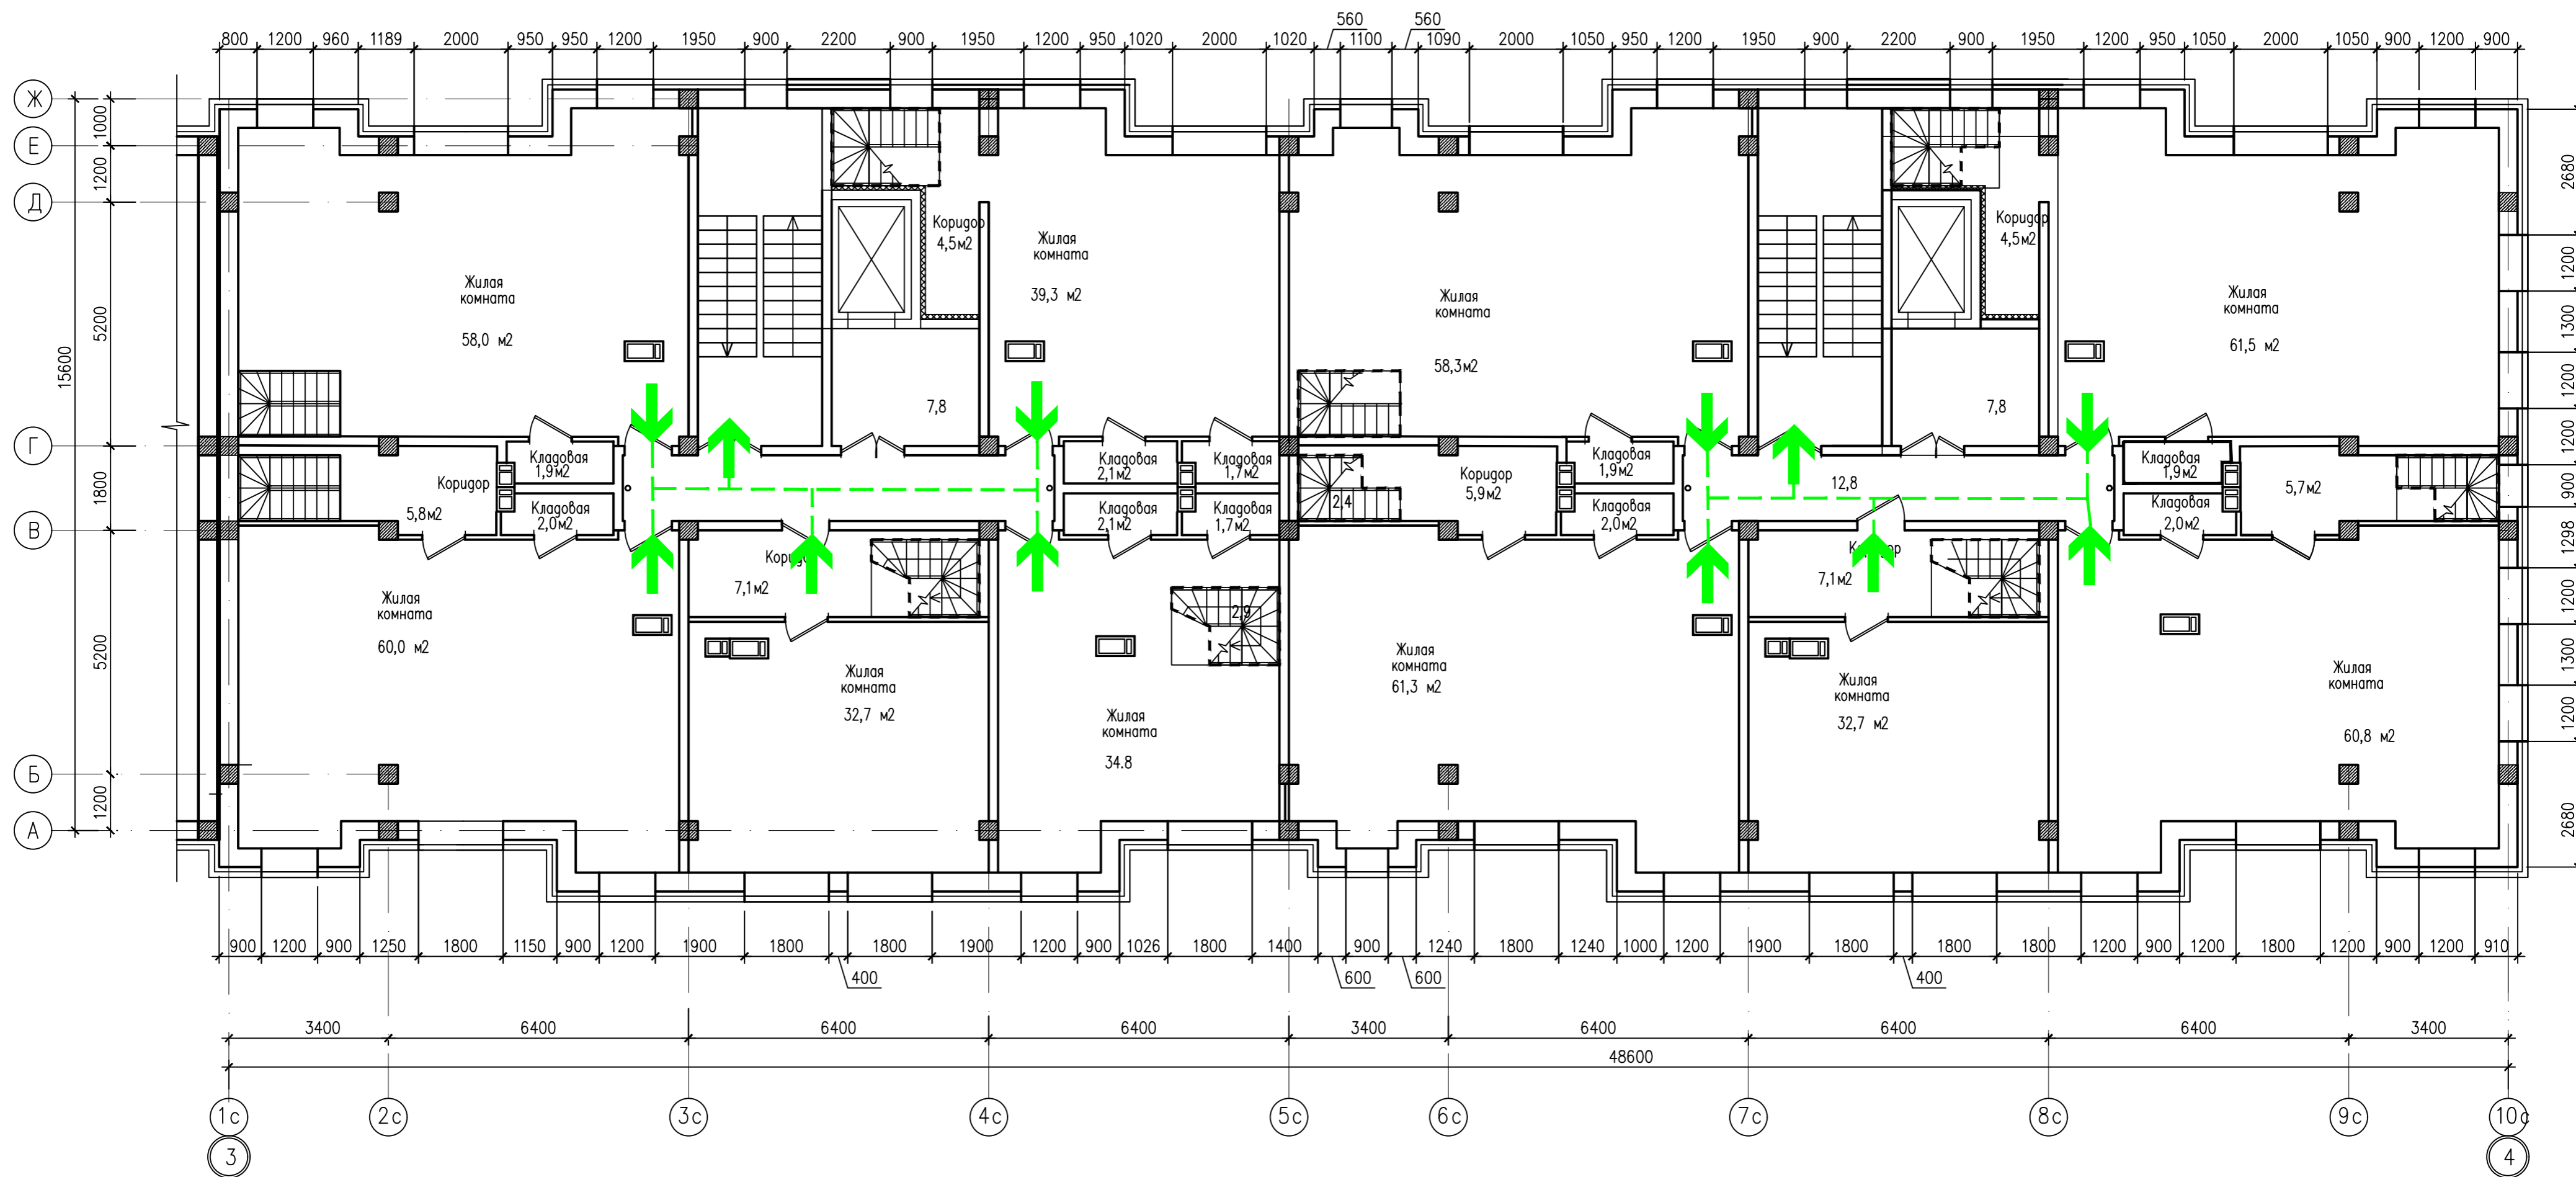 560 560
800 1200 960 1189 2000 950 950 1200 1950 900 2200 900 1950 1200 950 1020 2000 1020 1100 1090 2000 1050 950 1200 1950 900 2200 900 1950 1200 950 1050 2000 1050 900 1200 900
Ж
Е
Д
Г
В
Б
А
15600
1000
1200
5200
1800
5200
1200
2680
1200
1300
1200
1200
900
1298
1200
1300
1200
2680
Жилая
комната
58,0 м2
Коридор
4,5м2
Жилая
комната
39,3 м2
7,8
Жилая
комната
58,3м2
Коридор
4,5м2
7,8
Жилая
комната
61,5 м2
Коридор
5,8м2
Кладовая
1,9м2
Кладовая
2,0м2
Кладовая
2,1м2
Кладовая
1,7м2
Кладовая
2,1м2
Кладовая
1,7м2
2,4
Коридор
5,9м2
Кладовая
1,9м2
Кладовая
2,0м2
12,8
Кладовая
1,9м2
Кладовая
2,0м2
5,7м2
Жилая
комната
60,0 м2
7,1м2
Жилая
комната
32,7 м2
2,9
Жилая
комната
34.8
Жилая
комната
61,3 м2
7,1м2
Жилая
комната
32,7 м2
Жилая
комната
60,8 м2
900 1200 900 1250 1800 1150 900 1200 1900 1800 1800 1900 1200 900 1026 1800 1400 900 1240 1800 1240 1000 1200 1900 1800 1800 1800 1200 900 1200 1800 1200 900 1200 910
400 600 600 400
3400 6400 6400 6400 3400 6400 6400 6400 3400
48600
1с 2с 3с 4с 5с 6с 7с 8с 9с 10с
3 4